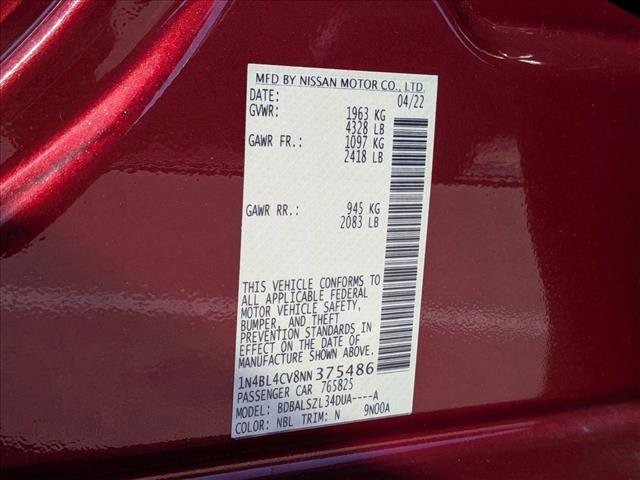 MFD BY NISSAN MOTOR CO., LTD.
DATE: 04/22
GVWR: 1963 KG
4328 LB
GAWR FR.: 1097 KG
2418 LB
GAWR RR.: 945 KG
2083 LB
THIS VEHICLE CONFORMS TO
ALL APPLICABLE FEDERAL
MOTOR VEHICLE SAFETY,
BUMPER, AND THEFT
PREVENTION STANDARDS IN
EFFECT ON THE DATE OF
MANUFACTURE SHOWN ABOVE.
1N4BL4CV8NN375486
PASSENGER CAR 765825
MODEL: BDBALSZL34DUA----A
COLOR: NBL TRIM: N 9N00A